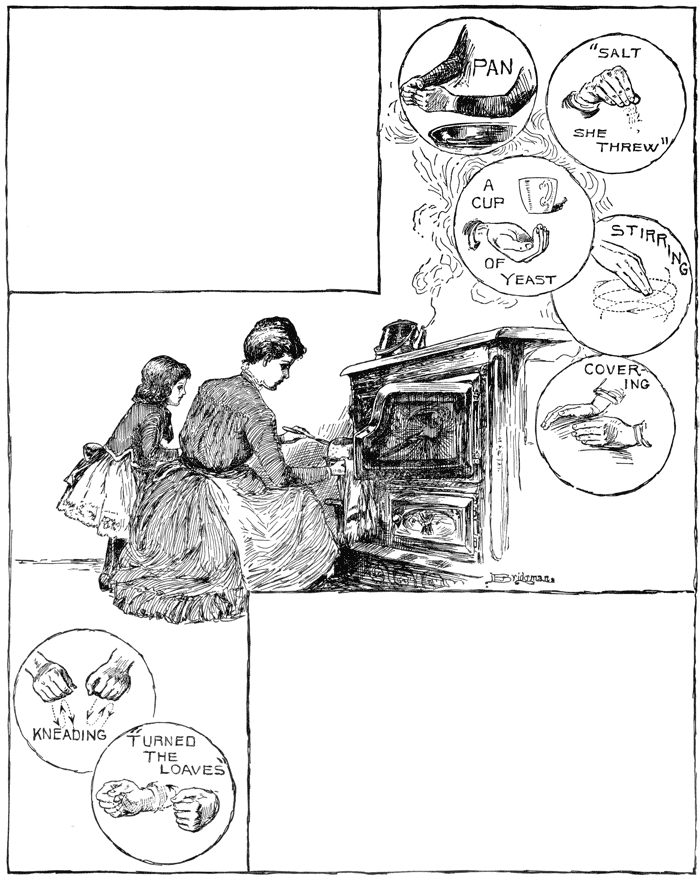 PAN
"SALT
SHE
THREW"
A
CUP
OF
YEAST
STIRRING
COVER-
ING
Bridgman
KNEADING
"TURNED
THE
LOAVES"